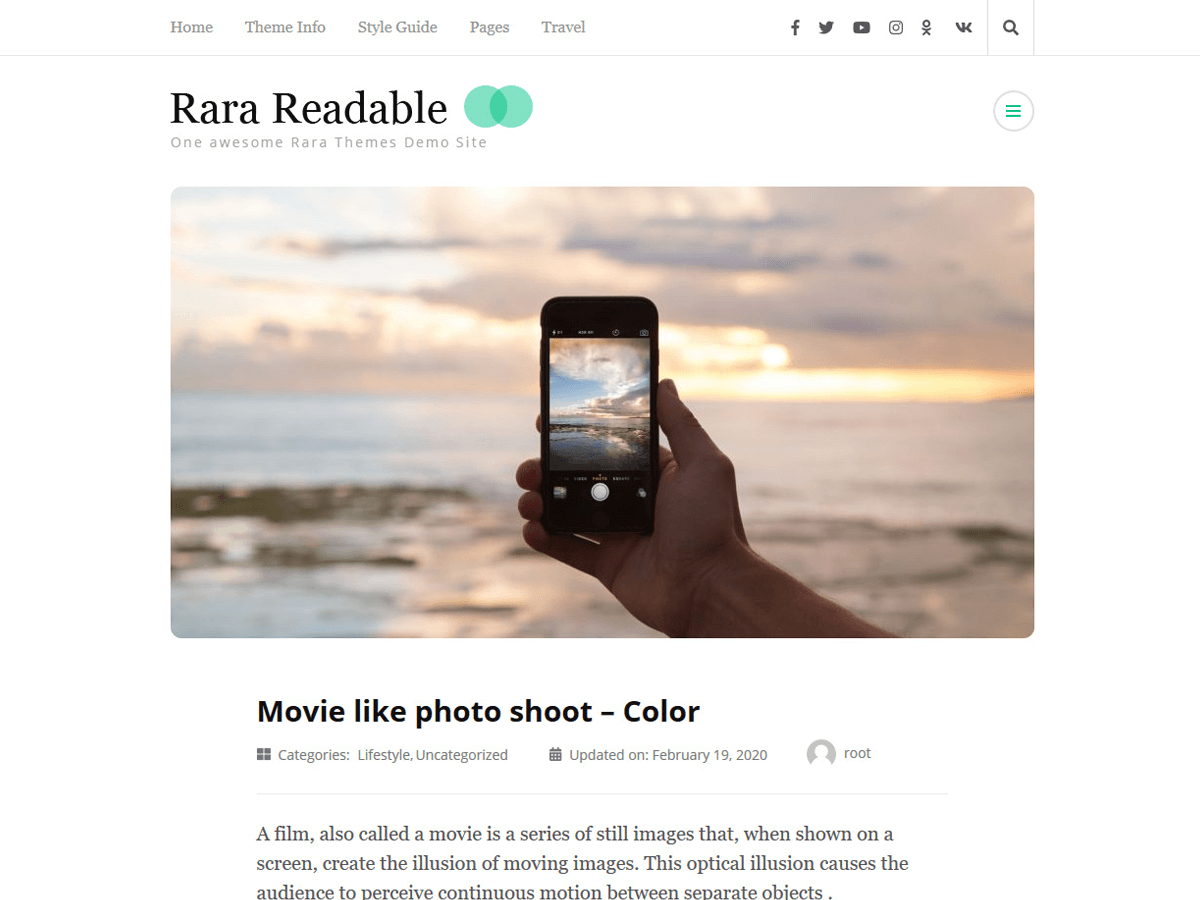 Home Theme Info Style Guide Pages Travel
Rara Readable
One awesome Rara Themes Demo Site
PHOTO
Movie like photo shoot – Color
Categories: Lifestyle, Uncategorized Updated on: February 19, 2020 root
A film, also called a movie is a series of still images that, when shown on a
screen, create the illusion of moving images. This optical illusion causes the
audience to perceive continuous motion between separate objects .